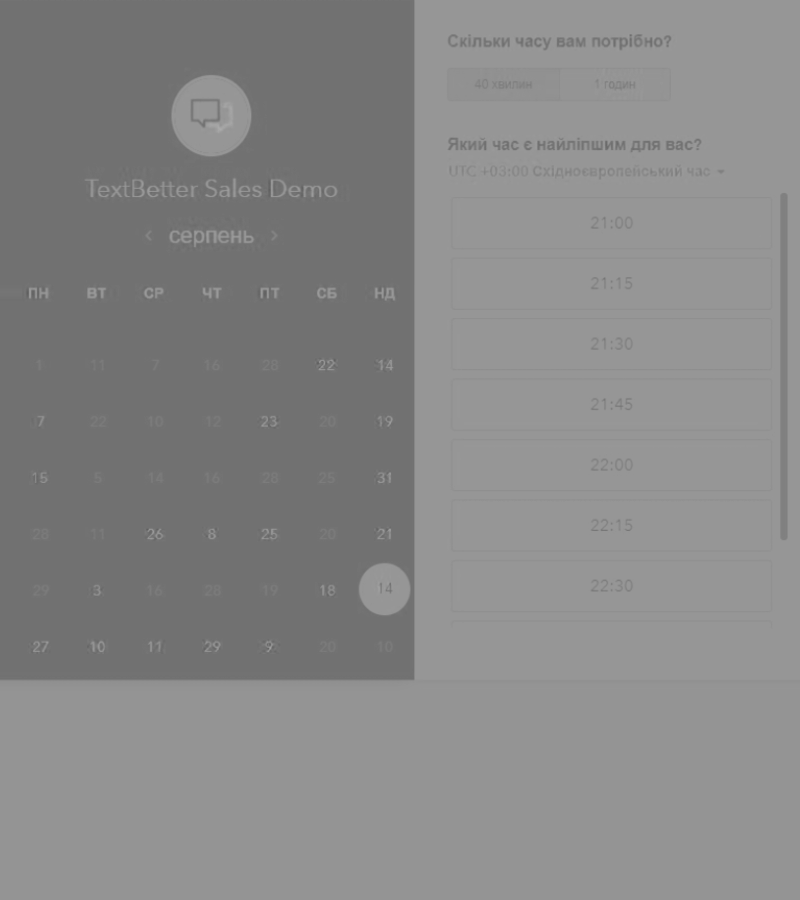 TextBetter Sales Demo
серпень
ПН ВТ СР ЧТ ПТ СБ НД
1 11 7 16 28 22 14
7 22 10 12 23 20 19
15 5 14 16 28 25 31
28 11 26 8 25 20 21
29 3 16 28 19 18 14
27 10 11 29 9 20 10
Скільки часу вам потрібно?
40 хвилин 1 годин
Який час є найліпшим для вас?
UTC +03:00 Східноєвропейський час
21:00
21:15
21:30
21:45
22:00
22:15
22:30